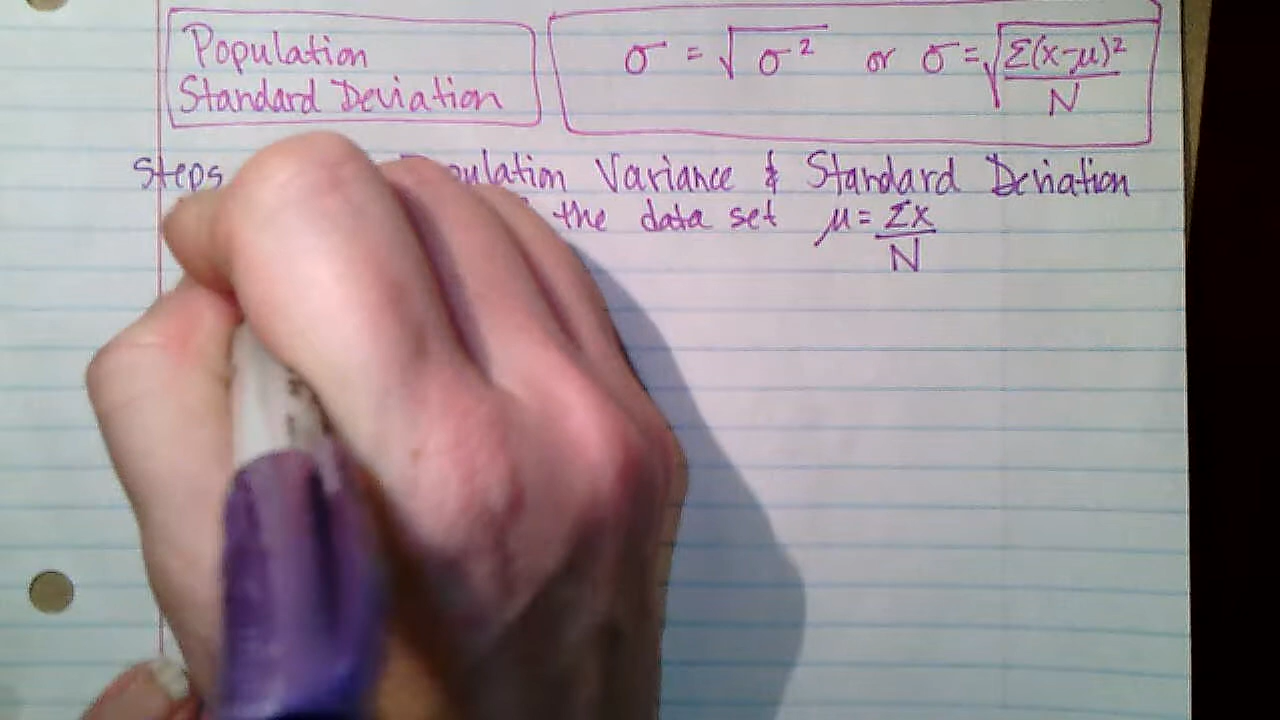 Population
Standard Deviation
σ = √σ² or σ = √Σ(x-μ)²/N
Steps Variance & Standard Deviation
the data set μ = Σx/N